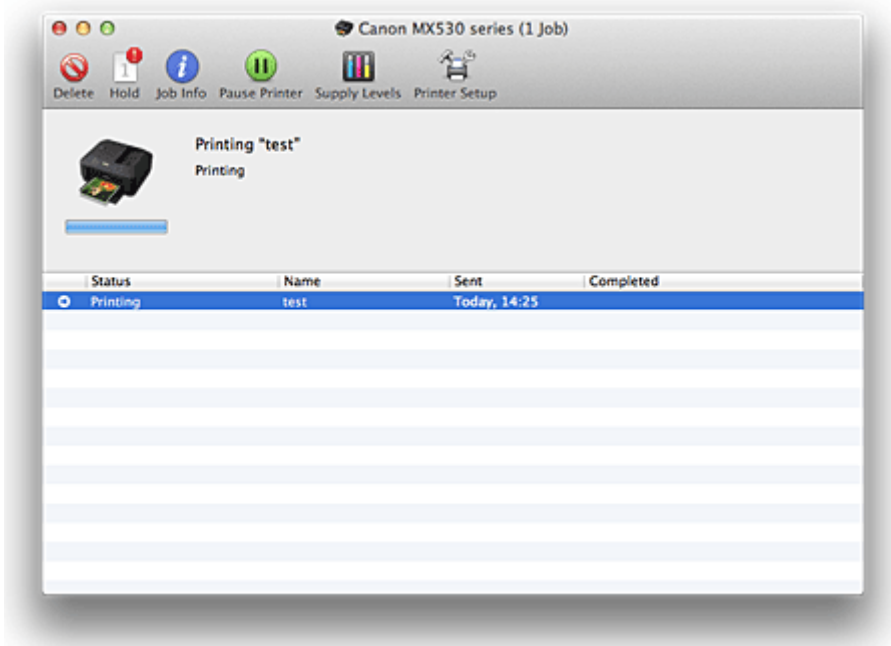 Canon MX530 series (1 Job)
1
Delete Hold Job Info Pause Printer Supply Levels Printer Setup
Printing "test"
Printing
Status Name Sent Completed
Printing test Today, 14:25